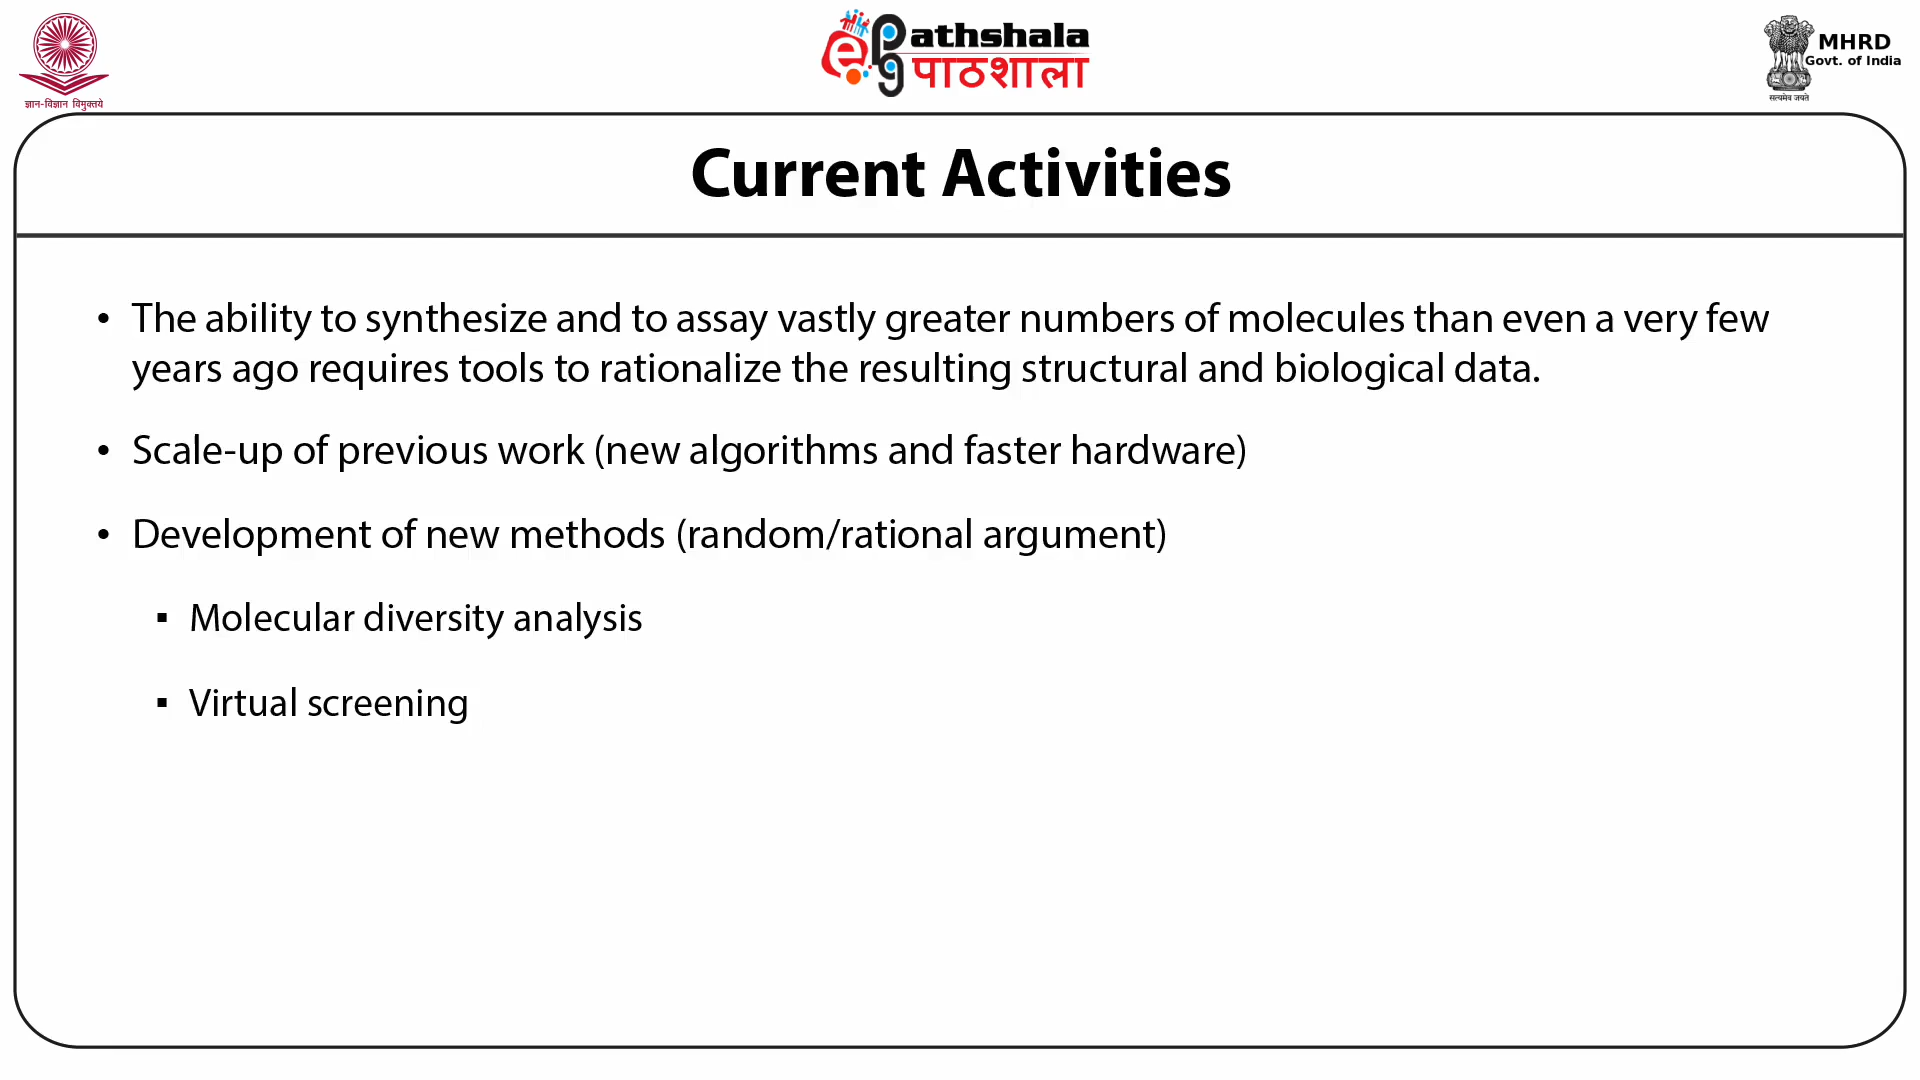 ज्ञान-विज्ञान विमुक्तये
ePathshala
पाठशाला
MHRD
Govt. of India
सत्यमेव जयते
Current Activities
• The ability to synthesize and to assay vastly greater numbers of molecules than even a very few
years ago requires tools to rationalize the resulting structural and biological data.
• Scale-up of previous work (new algorithms and faster hardware)
• Development of new methods (random/rational argument)
▪ Molecular diversity analysis
▪ Virtual screening